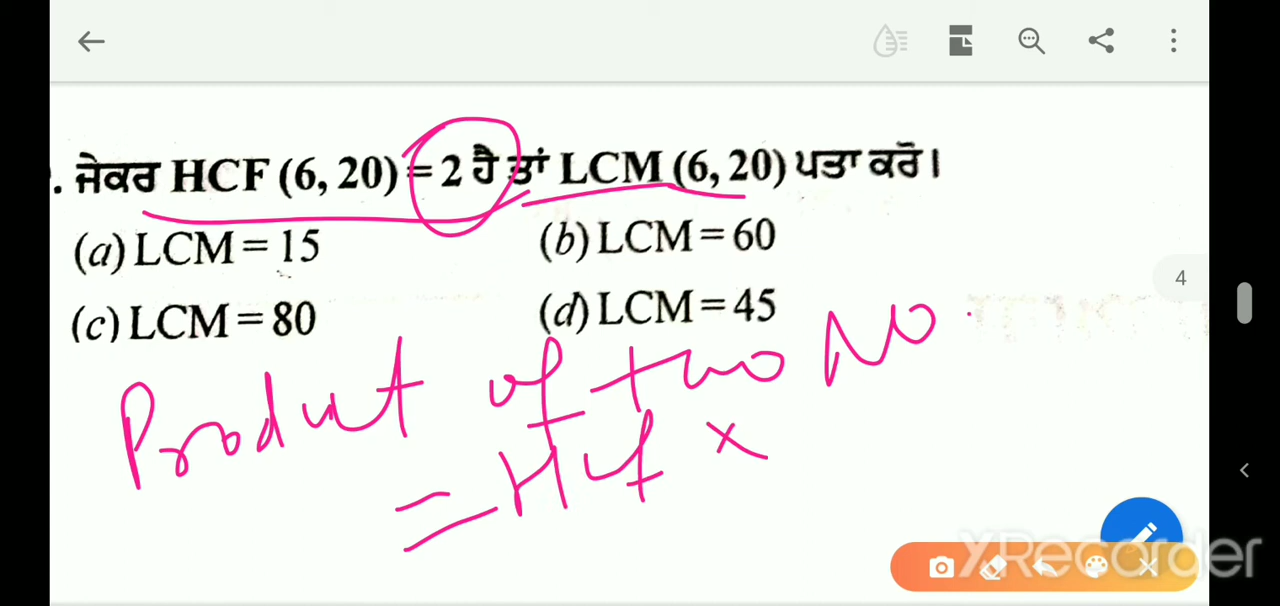 . ਜੇਕਰ HCF (6, 20) = 2 ਹੈ ਤਾਂ LCM (6, 20) ਪਤਾ ਕਰੋ।
(a) LCM = 15 (b) LCM = 60
(c) LCM = 80 (d) LCM = 45
4
Product of two No.
= Hcf ×
XRecorder